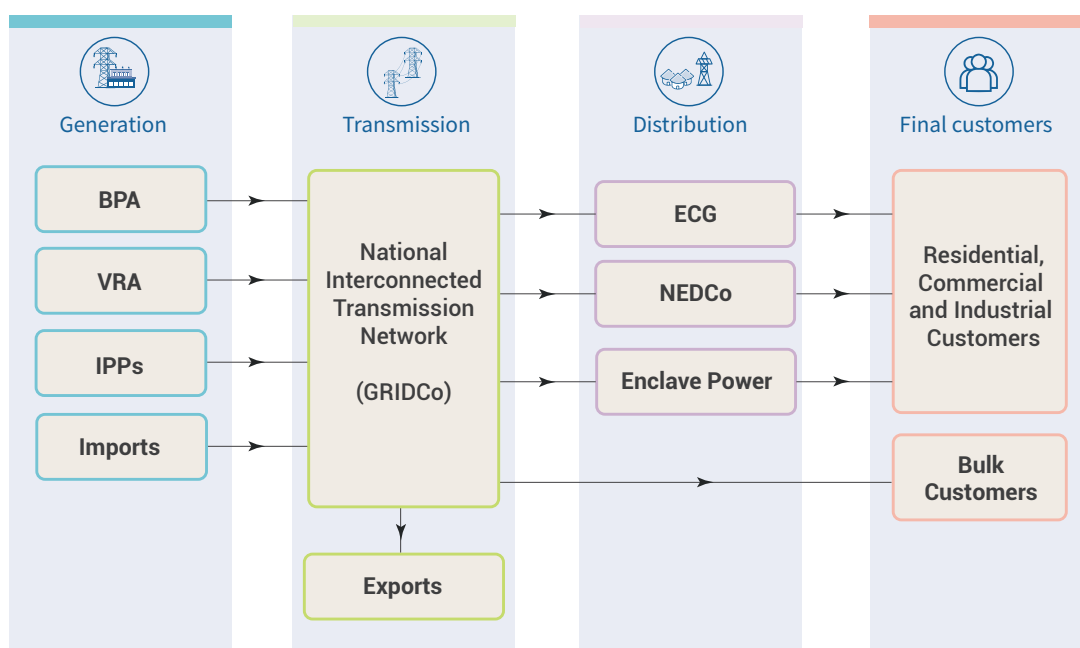 Generation
Transmission
Distribution
Final customers
BPA
VRA
IPPs
Imports
National
Interconnected
Transmission
Network
(GRIDCo)
Exports
ECG
NEDCo
Enclave Power
Residential,
Commercial
and Industrial
Customers
Bulk
Customers